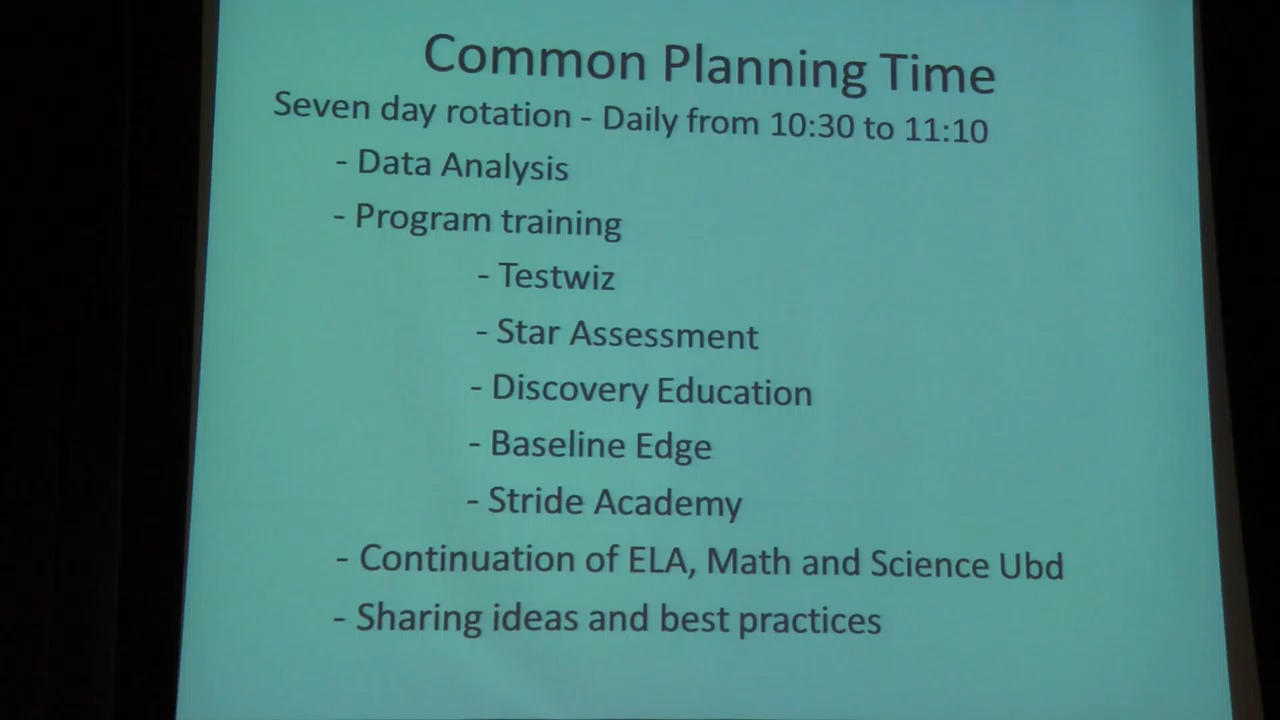 Common Planning Time
Seven day rotation - Daily from 10:30 to 11:10
- Data Analysis
- Program training
- Testwiz
- Star Assessment
- Discovery Education
- Baseline Edge
- Stride Academy
- Continuation of ELA, Math and Science Ubd
- Sharing ideas and best practices